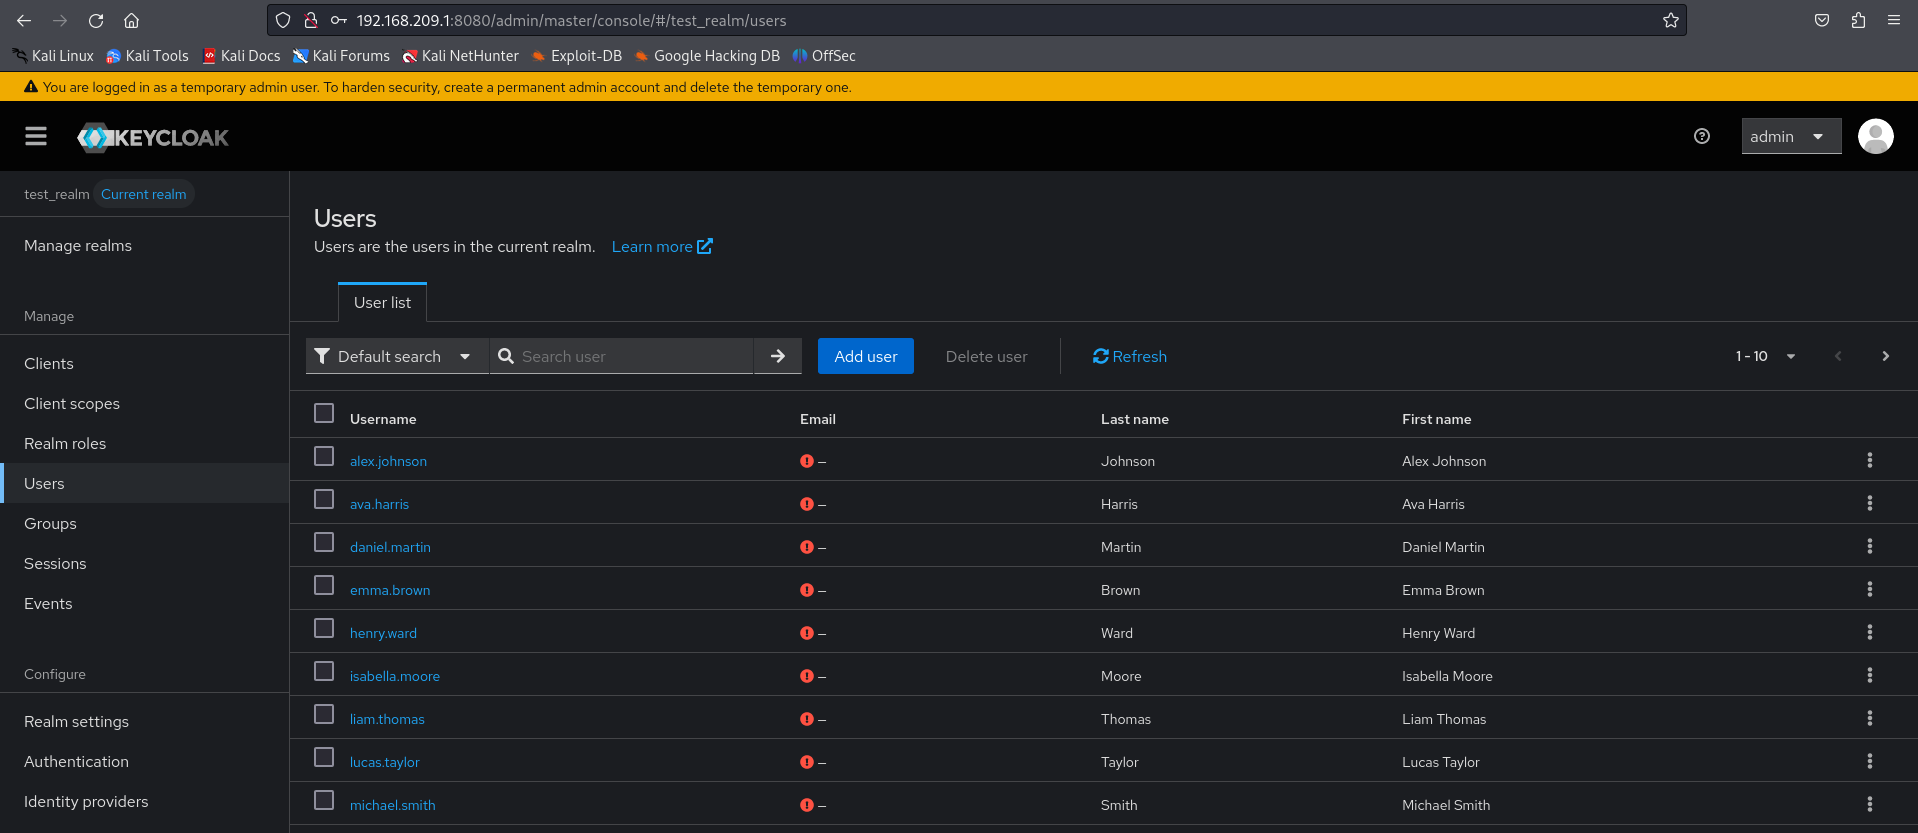 192.168.209.1:8080/admin/master/console/#/test_realm/users
Kali Linux Kali Tools Kali Docs Kali Forums Kali NetHunter Exploit-DB Google Hacking DB OffSec
You are logged in as a temporary admin user. To harden security, create a permanent admin account and delete the temporary one.
KEYCLOAK
admin
test_realm Current realm
Manage realms
Manage
Clients
Client scopes
Realm roles
Users
Groups
Sessions
Events
Configure
Realm settings
Authentication
Identity providers
Users
Users are the users in the current realm. Learn more
User list
Default search Search user Add user Delete user Refresh 1 - 10
Username Email Last name First name
alex.johnson – Johnson Alex Johnson
ava.harris – Harris Ava Harris
daniel.martin – Martin Daniel Martin
emma.brown – Brown Emma Brown
henry.ward – Ward Henry Ward
isabella.moore – Moore Isabella Moore
liam.thomas – Thomas Liam Thomas
lucas.taylor – Taylor Lucas Taylor
michael.smith – Smith Michael Smith